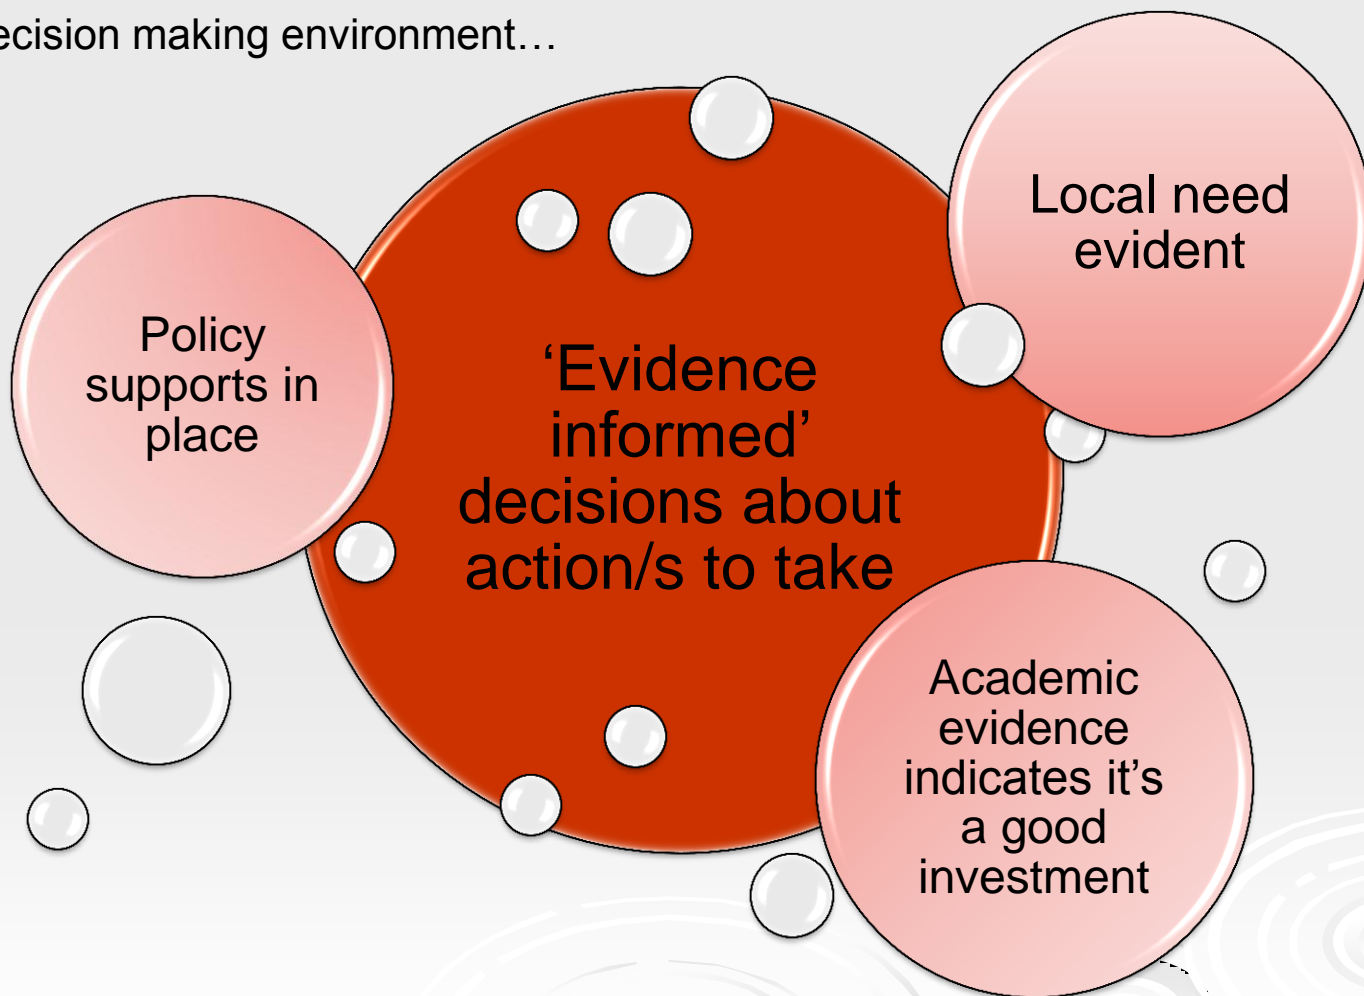 ecision making environment…
Policy
supports in
place
‘Evidence
informed’
decisions about
action/s to take
Local need
evident
Academic
evidence
indicates it’s
a good
investment